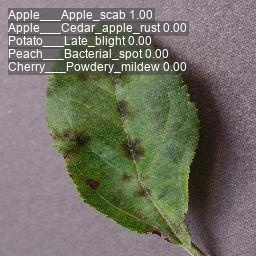 Apple___Apple_scab 1.00
Apple___Cedar_apple_rust 0.00
Potato___Late_blight 0.00
Peach___Bacterial_spot 0.00
Cherry___Powdery_mildew 0.00